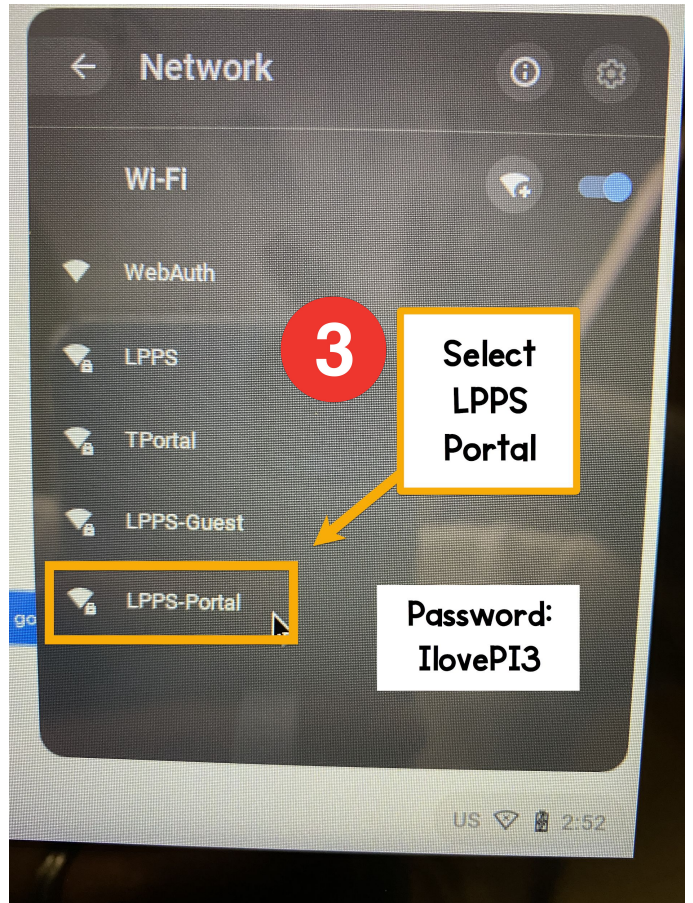 Network
Wi-Fi
WebAuth
LPPS
3
Select
LPPS
Portal
TPortal
LPPS-Guest
LPPS-Portal
go
Password:
IlovePI3
US
2:52